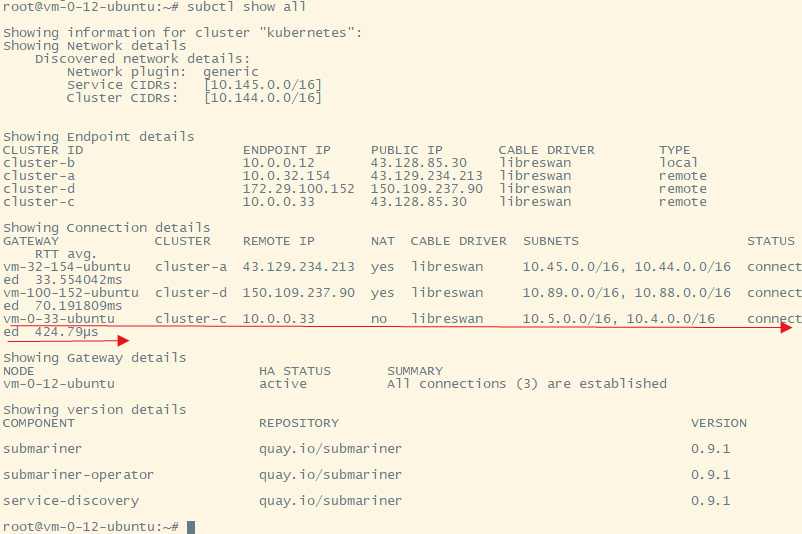 root@vm-0-12-ubuntu:~# subctl show all
Showing information for cluster "kubernetes":
Showing Network details
    Discovered network details:
        Network plugin:  generic
        Service CIDRs:   [10.145.0.0/16]
        Cluster CIDRs:   [10.144.0.0/16]
Showing Endpoint details
CLUSTER ID                    ENDPOINT IP     PUBLIC IP       CABLE DRIVER        TYPE
cluster-b                     10.0.0.12       43.128.85.30    libreswan           local
cluster-a                     10.0.32.154     43.129.234.213  libreswan           remote
cluster-d                     172.29.100.152  150.109.237.90  libreswan           remote
cluster-c                     10.0.0.33       43.128.85.30    libreswan           remote
Showing Connection details
GATEWAY            CLUSTER    REMOTE IP       NAT  CABLE DRIVER  SUBNETS                     STATUS
    RTT avg.
vm-32-154-ubuntu   cluster-a  43.129.234.213  yes  libreswan     10.45.0.0/16, 10.44.0.0/16  connect
ed  33.554042ms
vm-100-152-ubuntu  cluster-d  150.109.237.90  yes  libreswan     10.89.0.0/16, 10.88.0.0/16  connect
ed  70.191809ms
vm-0-33-ubuntu     cluster-c  10.0.0.33       no   libreswan     10.5.0.0/16, 10.4.0.0/16    connect
ed  424.79µs
Showing Gateway details
NODE                            HA STATUS       SUMMARY
vm-0-12-ubuntu                  active          All connections (3) are established
Showing version details
COMPONENT                       REPOSITORY                                            VERSION
submariner                      quay.io/submariner                                    0.9.1
submariner-operator             quay.io/submariner                                    0.9.1
service-discovery               quay.io/submariner                                    0.9.1
root@vm-0-12-ubuntu:~#